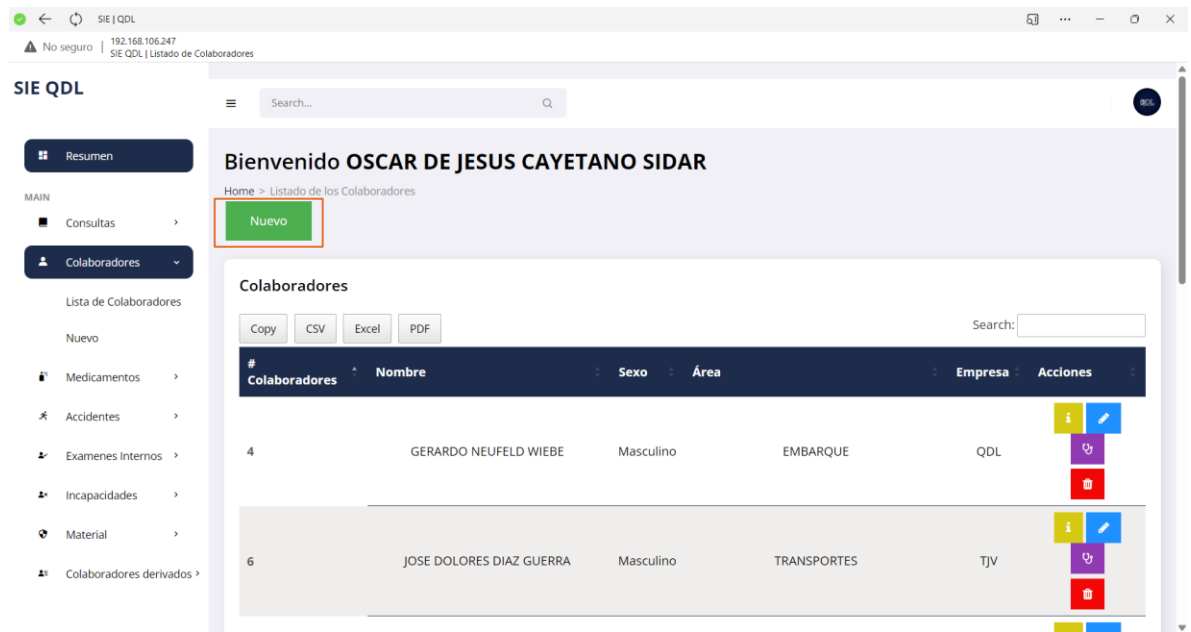 SIE | QDL
No seguro
192.168.106.247
SIE QDL | Listado de Colaboradores
SIE QDL
Search...
QDL
Resumen
Bienvenido OSCAR DE JESUS CAYETANO SIDAR
Home > Listado de los Colaboradores
MAIN
Nuevo
Consultas
Colaboradores
Lista de Colaboradores
Nuevo
Medicamentos
Accidentes
Examenes Internos
Incapacidades
Material
Colaboradores derivados
Colaboradores
Copy CSV Excel PDF Search:
# Colaboradores Nombre Sexo Área Empresa Acciones
4 GERARDO NEUFELD WIEBE Masculino EMBARQUE QDL
6 JOSE DOLORES DIAZ GUERRA Masculino TRANSPORTES TJV